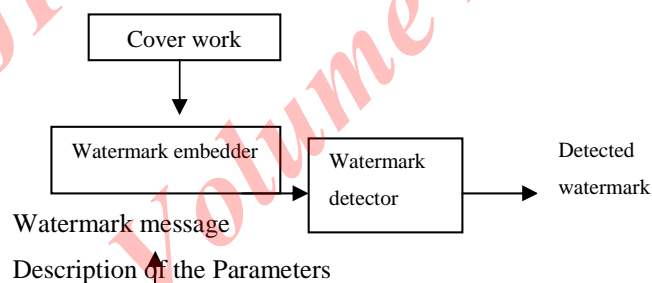 Cover work
Watermark embedder
Watermark
detector
Detected
watermark
Watermark message
Description of the Parameters
Volume